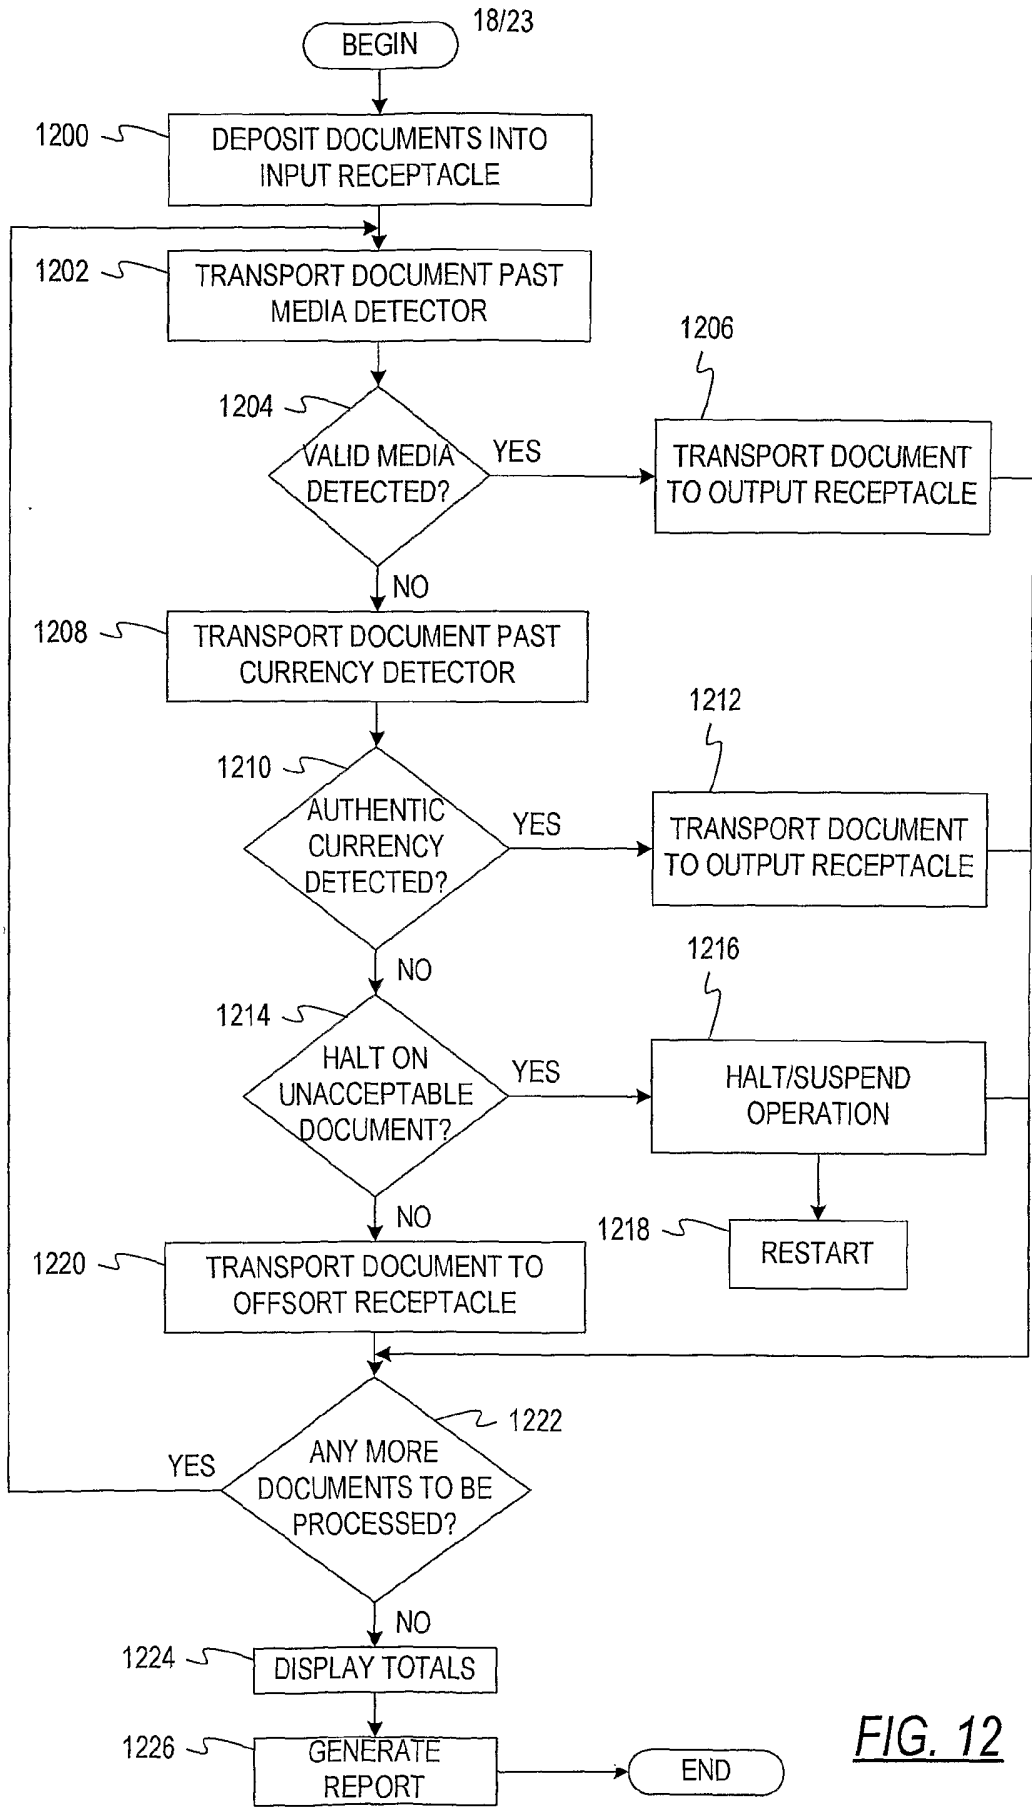 18/23
BEGIN
1200
DEPOSIT DOCUMENTS INTO
INPUT RECEPTACLE
1202
TRANSPORT DOCUMENT PAST
MEDIA DETECTOR
1204
VALID MEDIA
DETECTED?
YES
1206
TRANSPORT DOCUMENT
TO OUTPUT RECEPTACLE
NO
1208
TRANSPORT DOCUMENT PAST
CURRENCY DETECTOR
1210
AUTHENTIC
CURRENCY
DETECTED?
YES
1212
TRANSPORT DOCUMENT
TO OUTPUT RECEPTACLE
NO
1214
HALT ON
UNACCEPTABLE
DOCUMENT?
YES
1216
HALT/SUSPEND
OPERATION
1218
RESTART
NO
1220
TRANSPORT DOCUMENT TO
OFFSORT RECEPTACLE
1222
ANY MORE
DOCUMENTS TO BE
PROCESSED?
YES
NO
1224
DISPLAY TOTALS
1226
GENERATE
REPORT
END
FIG. 12